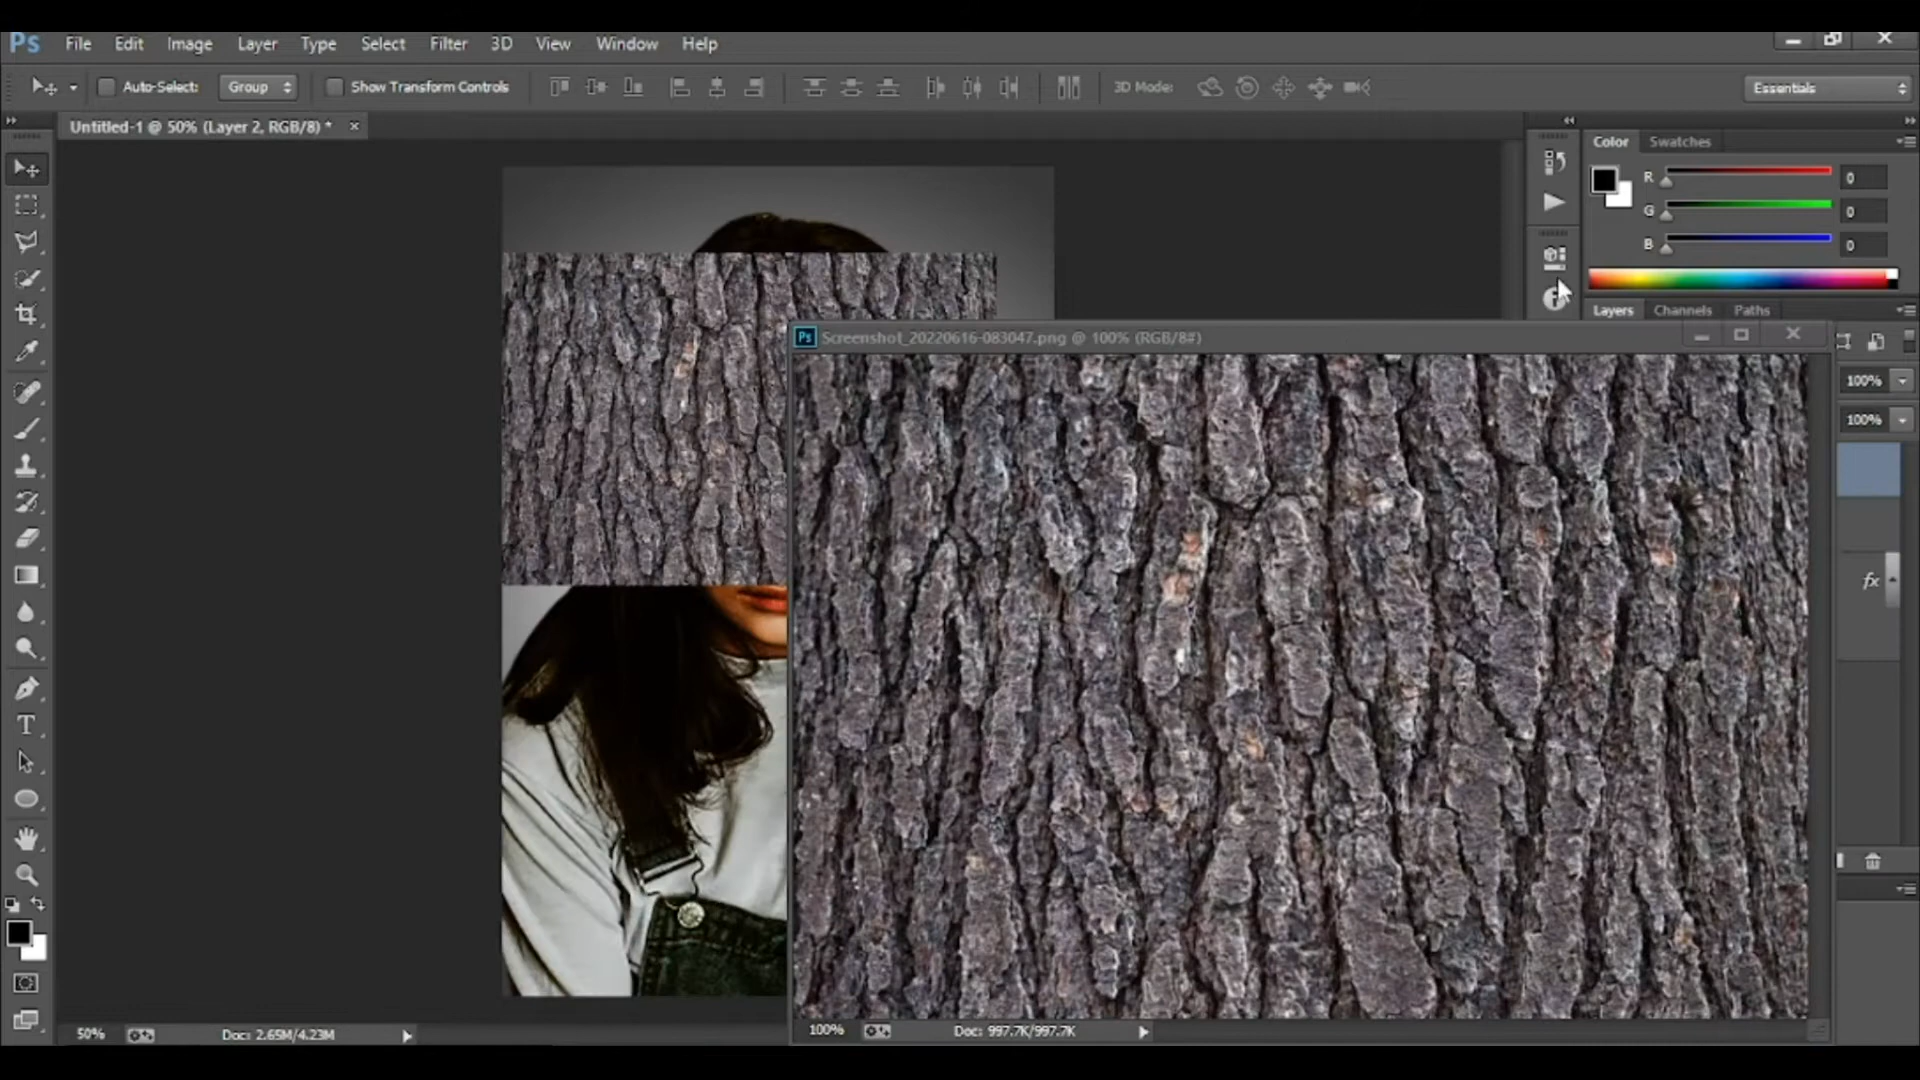 Ps File Edit Image Layer Type Select Filter 3D View Window Help
Auto-Select: Group Show Transform Controls 3D Mode: Essentials
Untitled-1 @ 50% (Layer 2, RGB/8) *
Color Swatches
R 0
G 0
B 0
Layers Channels Paths
Ps Screenshot_20220616-083047.png @ 100% (RGB/8#)
100%
100%
fx
T
50% Doc: 2.65M/4.23M
100% Doc: 997.7K/997.7K